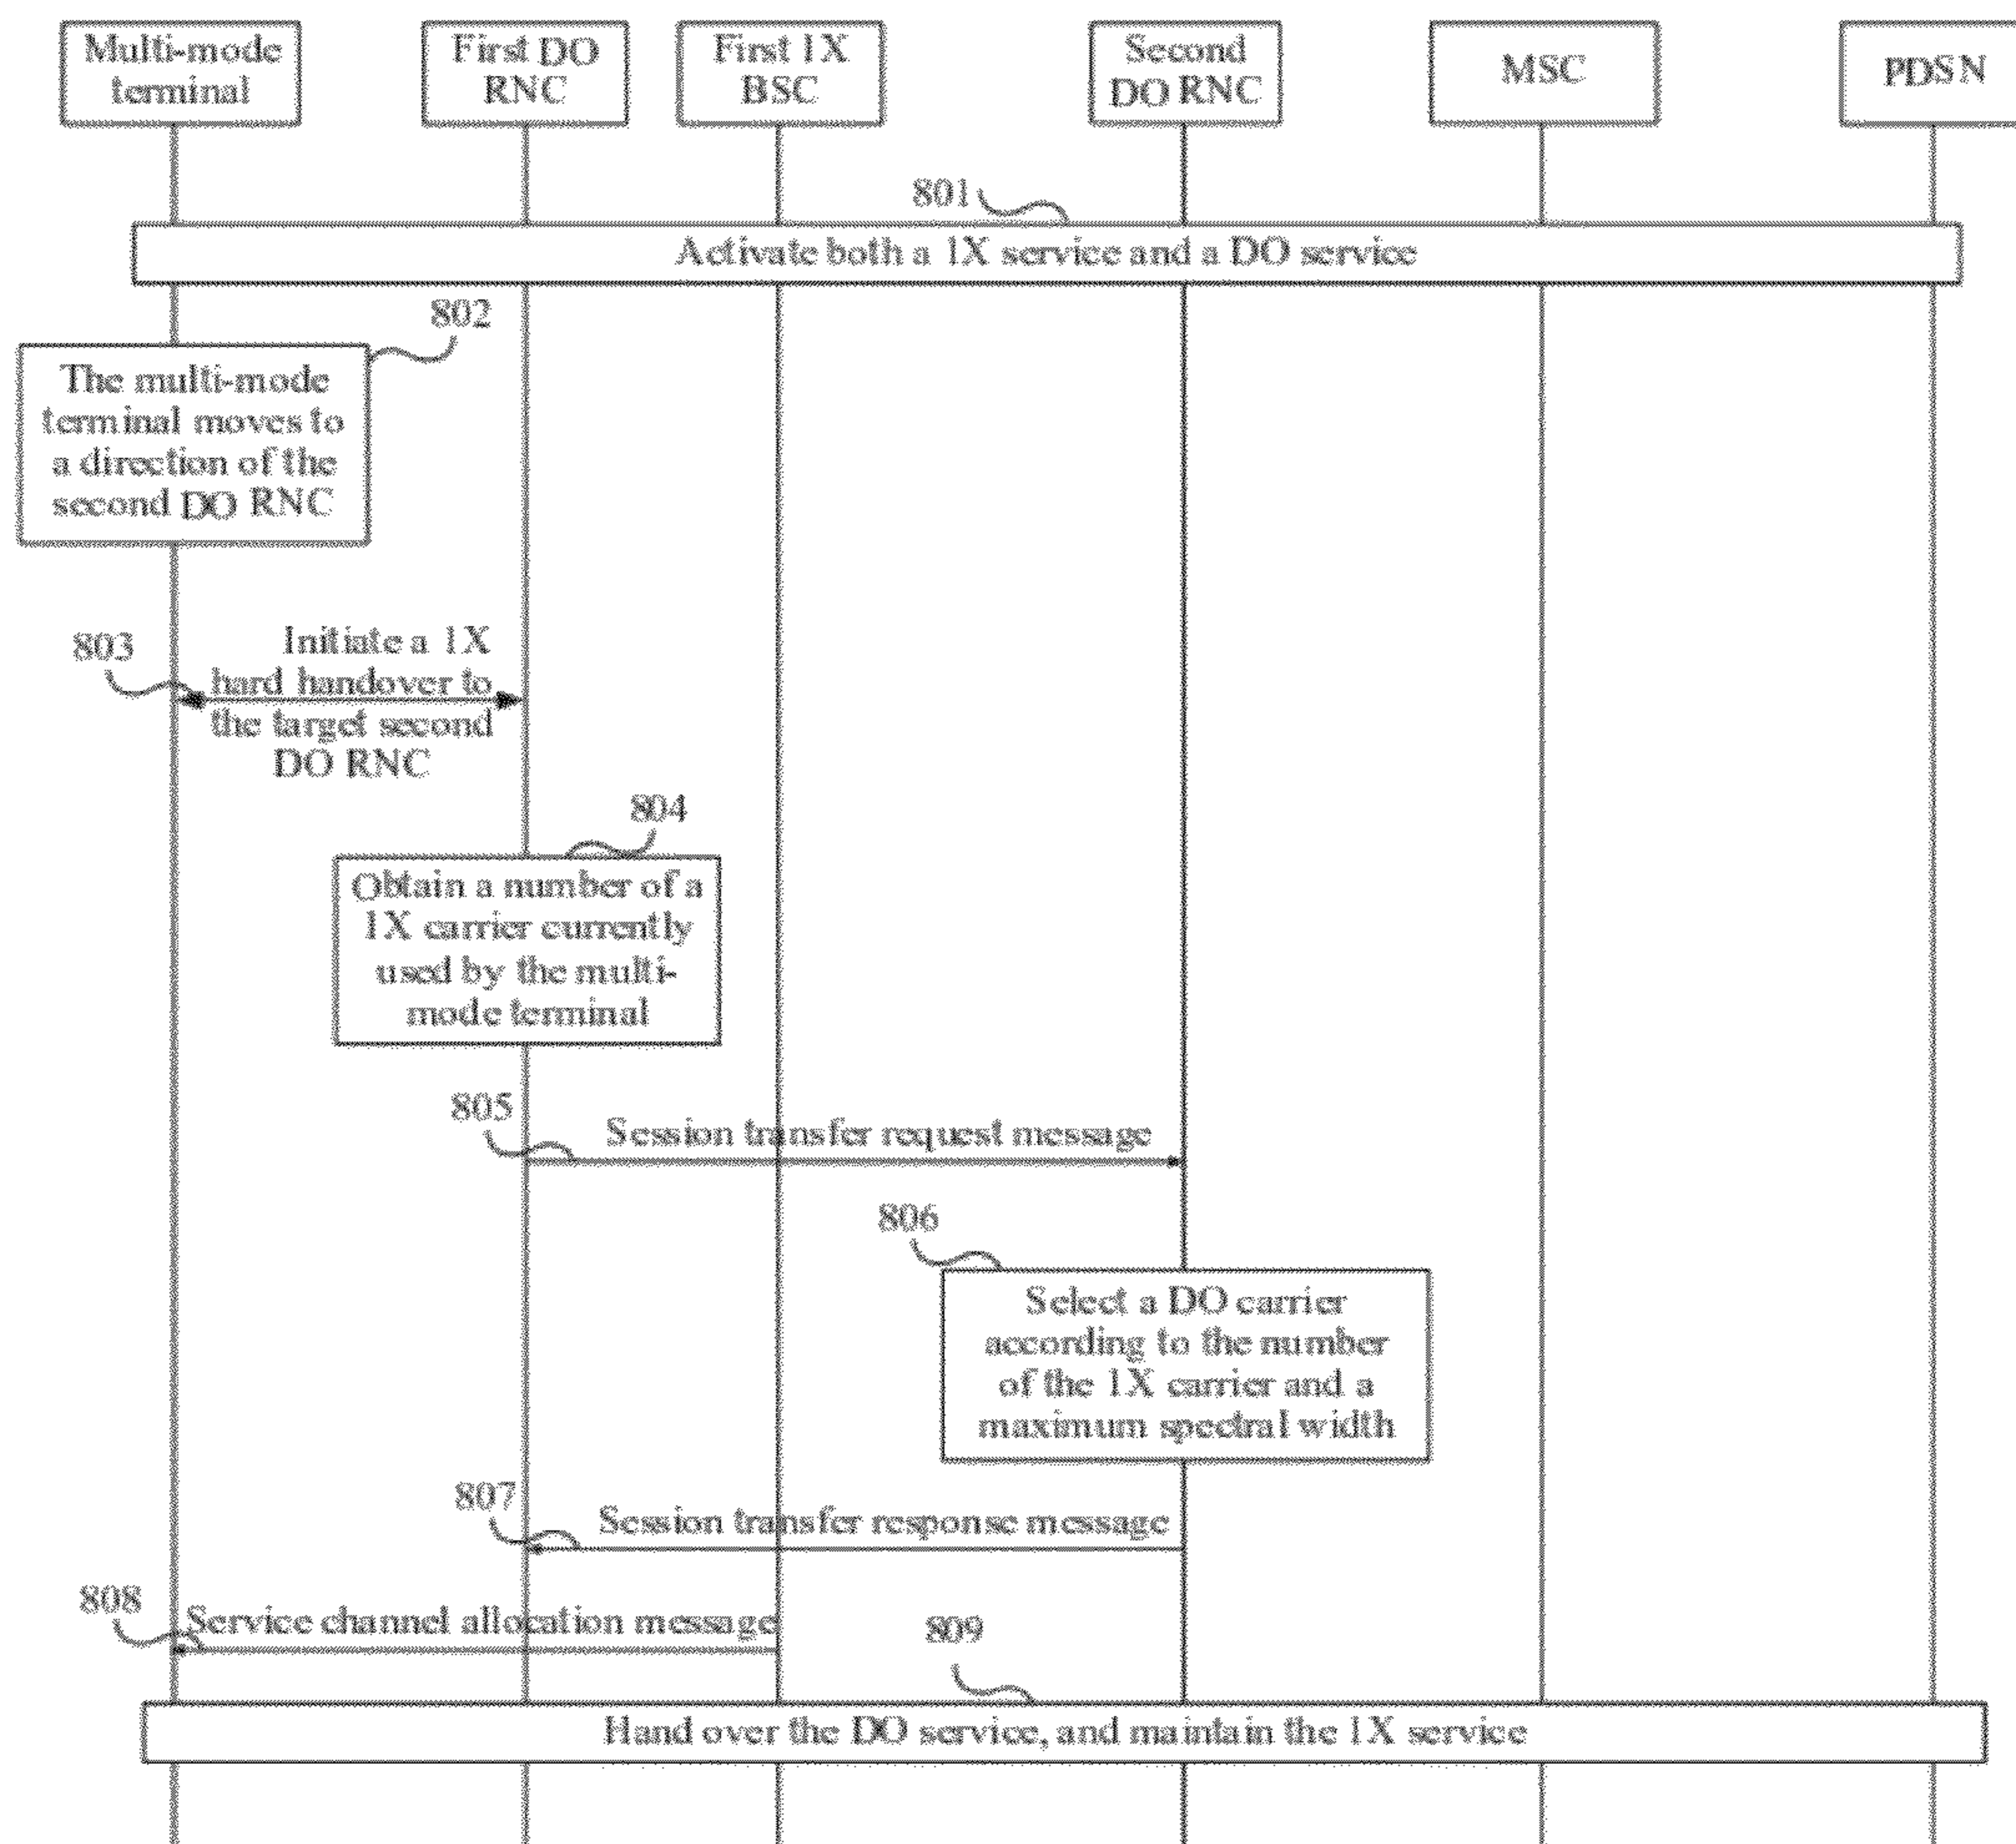 Multi-mode
terminal
First DO
RNC
First 1X
BSC
Second
DO RNC
MSC
PDSN
801
Activate both a 1X service and a DO service
802
The multi-mode
terminal moves to
a direction of the
second DO RNC
803
Initiate a 1X
hard handover to
the target second
DO RNC
804
Obtain a number of a
1X carrier currently
used by the multi-
mode terminal
805
Session transfer request message
806
Select a DO carrier
according to the number
of the 1X carrier and a
maximum spectral width
807
Session transfer response message
808
Service channel allocation message
809
Hand over the DO service, and maintain the 1X service